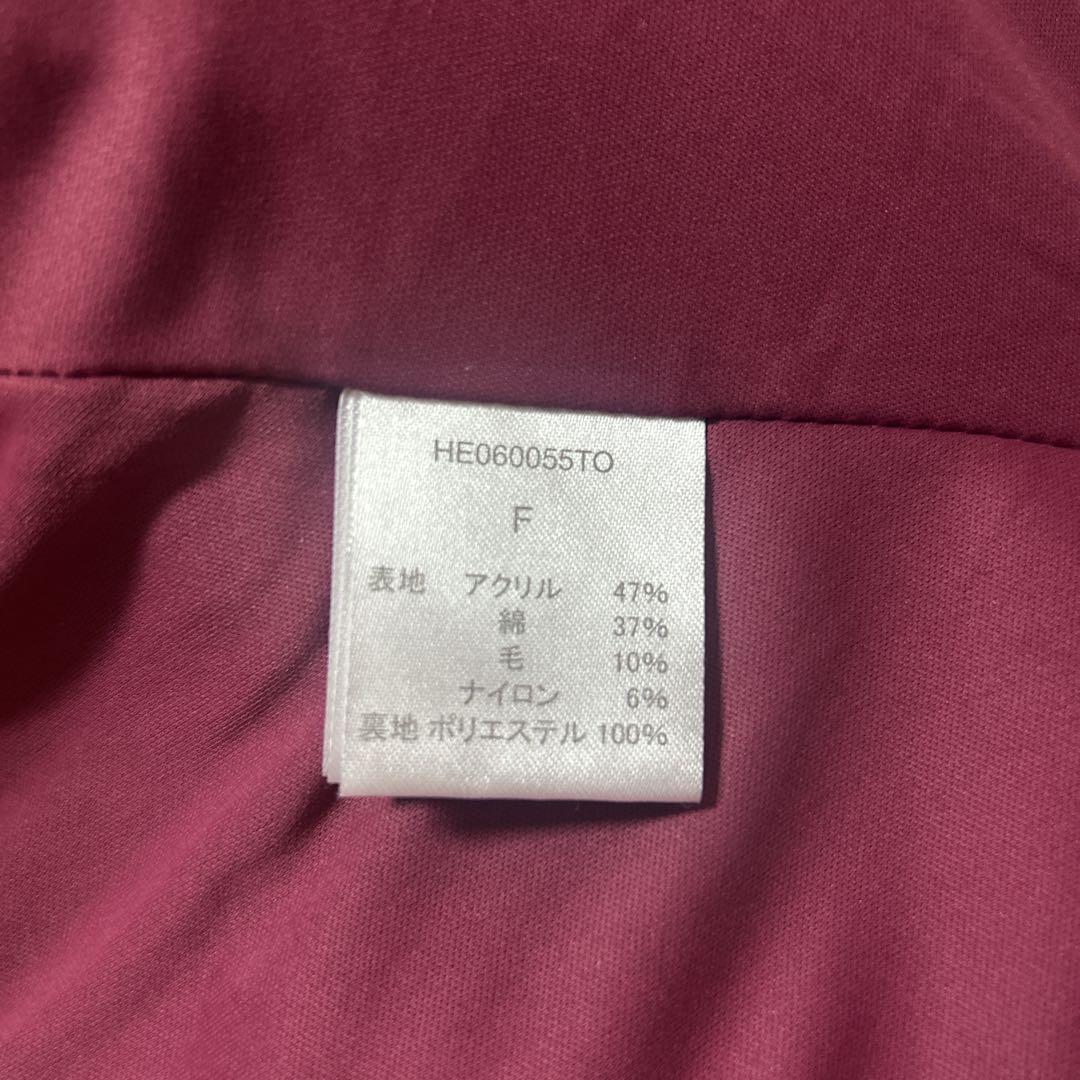 HE060055TO
F
表地 アクリル 47%
綿 37%
毛 10%
ナイロン 6%
裏地 ポリエステル 100%